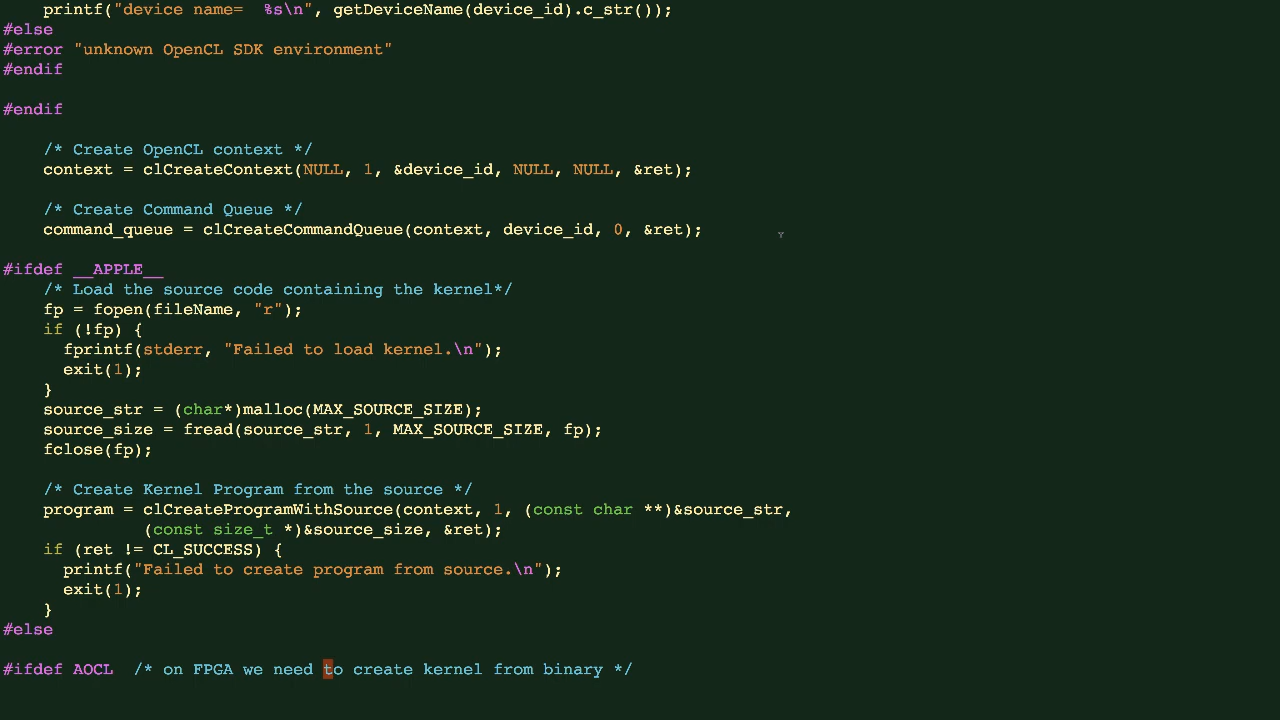 printf("device name=  %s\n", getDeviceName(device_id).c_str());
#else
#error "unknown OpenCL SDK environment"
#endif

#endif

    /* Create OpenCL context */
    context = clCreateContext(NULL, 1, &device_id, NULL, NULL, &ret);

    /* Create Command Queue */
    command_queue = clCreateCommandQueue(context, device_id, 0, &ret);

#ifdef __APPLE__
    /* Load the source code containing the kernel*/
    fp = fopen(fileName, "r");
    if (!fp) {
      fprintf(stderr, "Failed to load kernel.\n");
      exit(1);
    }
    source_str = (char*)malloc(MAX_SOURCE_SIZE);
    source_size = fread(source_str, 1, MAX_SOURCE_SIZE, fp);
    fclose(fp);

    /* Create Kernel Program from the source */
    program = clCreateProgramWithSource(context, 1, (const char **)&source_str,
              (const size_t *)&source_size, &ret);
    if (ret != CL_SUCCESS) {
      printf("Failed to create program from source.\n");
      exit(1);
    }
#else

#ifdef AOCL  /* on FPGA we need to create kernel from binary */